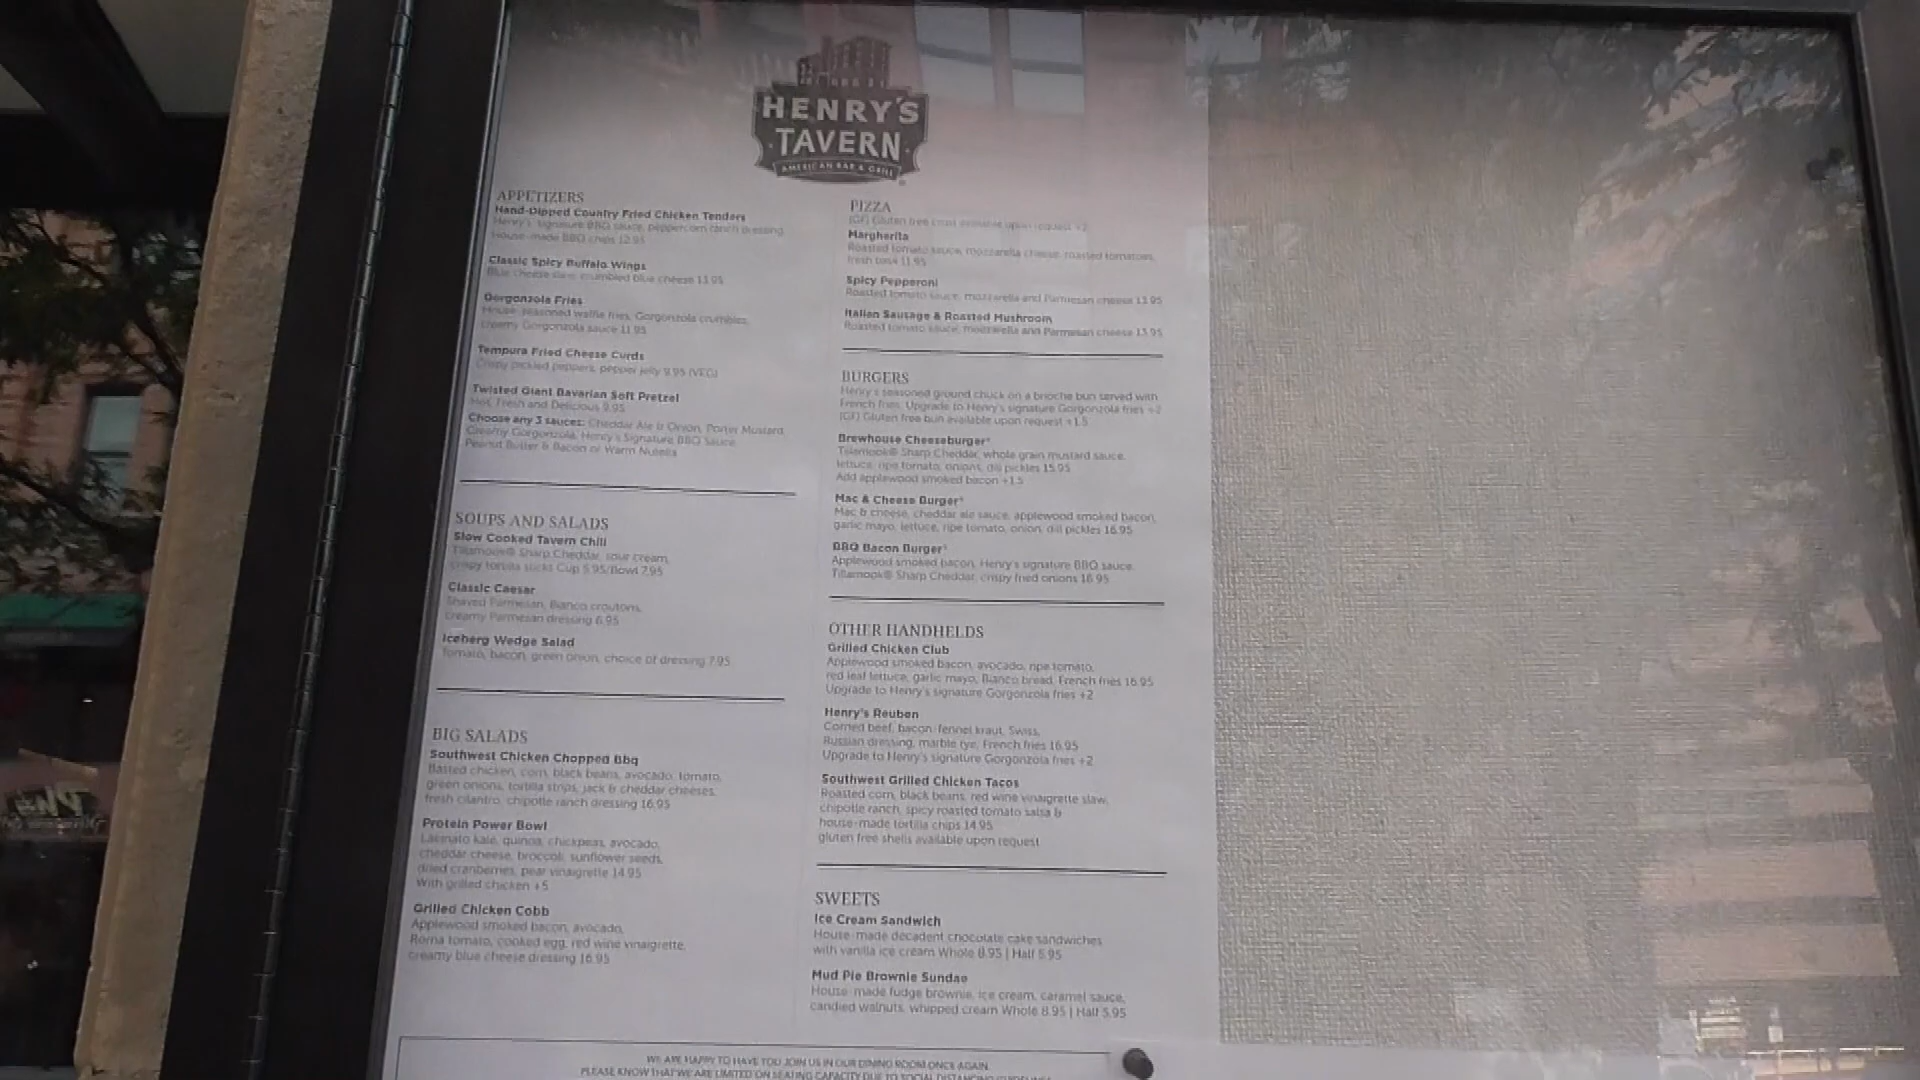 HENRY'S
TAVERN
AMERICAN BAR & GRILL
APPETIZERS
Hand-Dipped Country Fried Chicken Tenders
Henry's signature BBQ sauce, peppercorn ranch dressing,
House-made BBQ chips 12.95
Classic Spicy Buffalo Wings
Blue cheese slaw, crumbled blue cheese 13.95
Gorgonzola Fries
House-seasoned waffle fries, Gorgonzola crumbles,
creamy Gorgonzola sauce 11.95
Tempura Fried Cheese Curds
Crispy pickled peppers, pepper jelly 9.95 (VEG)
Twisted Giant Bavarian Soft Pretzel
Hot, Fresh and Delicious 9.95
Choose any 3 sauces: Cheddar Ale & Onion, Porter Mustard,
Creamy Gorgonzola, Henry's Signature BBQ Sauce,
Peanut Butter & Bacon or Warm Nutella
SOUPS AND SALADS
Slow Cooked Tavern Chili
Tillamook® Sharp Cheddar, sour cream,
crispy tortilla sticks Cup 5.95/Bowl 7.95
Classic Caesar
Shaved Parmesan, Bianco croutons,
creamy Parmesan dressing 6.95
Iceberg Wedge Salad
Tomato, bacon, green onion, choice of dressing 7.95
BIG SALADS
Southwest Chicken Chopped Bbq
Basted chicken, corn, black beans, avocado, tomato,
green onions, tortilla strips, jack & cheddar cheeses,
fresh cilantro, chipotle ranch dressing 16.95
Protein Power Bowl
Lacinato kale, quinoa, chickpeas, avocado,
cheddar cheese, broccoli, sunflower seeds,
dried cranberries, pear vinaigrette 14.95
With grilled chicken +5
Grilled Chicken Cobb
Applewood smoked bacon, avocado,
Roma tomato, cooked egg, red wine vinaigrette,
creamy blue cheese dressing 16.95
PIZZA
(GF) Gluten free crust available upon request +2
Margherita
Roasted tomato sauce, mozzarella cheese, roasted tomatoes,
fresh basil 11.95
Spicy Pepperoni
Roasted tomato sauce, mozzarella and Parmesan cheese 13.95
Italian Sausage & Roasted Mushroom
Roasted tomato sauce, mozzarella and Parmesan cheese 13.95
BURGERS
Henry's seasoned ground chuck on a brioche bun served with
French fries. Upgrade to Henry's signature Gorgonzola fries +2
(GF) Gluten free bun available upon request +1.5
Brewhouse Cheeseburger*
Tillamook® Sharp Cheddar, whole grain mustard sauce,
lettuce, ripe tomato, onions, dill pickles 15.95
Add applewood smoked bacon +1.5
Mac & Cheese Burger*
Mac & cheese, cheddar ale sauce, applewood smoked bacon,
garlic mayo, lettuce, ripe tomato, onion, dill pickles 16.95
BBQ Bacon Burger*
Applewood smoked bacon, Henry's signature BBQ sauce,
Tillamook® Sharp Cheddar, crispy fried onions 16.95
OTHER HANDHELDS
Grilled Chicken Club
Applewood smoked bacon, avocado, ripe tomato,
red leaf lettuce, garlic mayo, Bianco bread, French fries 16.95
Upgrade to Henry's signature Gorgonzola fries +2
Henry's Reuben
Corned beef, bacon-fennel kraut, Swiss,
Russian dressing, marble rye, French fries 16.95
Upgrade to Henry's signature Gorgonzola fries +2
Southwest Grilled Chicken Tacos
Roasted corn, black beans, red wine vinaigrette slaw,
chipotle ranch, spicy roasted tomato salsa &
house-made tortilla chips 14.95
gluten free shells available upon request
SWEETS
Ice Cream Sandwich
House-made decadent chocolate cake sandwiches
with vanilla ice cream Whole 8.95 | Half 5.95
Mud Pie Brownie Sundae
House-made fudge brownie, ice cream, caramel sauce,
candied walnuts, whipped cream Whole 8.95 | Half 5.95
WE ARE HAPPY TO HAVE YOU JOIN US IN OUR DINING ROOM ONCE AGAIN.
PLEASE KNOW THAT WE ARE LIMITED ON SEATING CAPACITY DUE TO SOCIAL DISTANCING